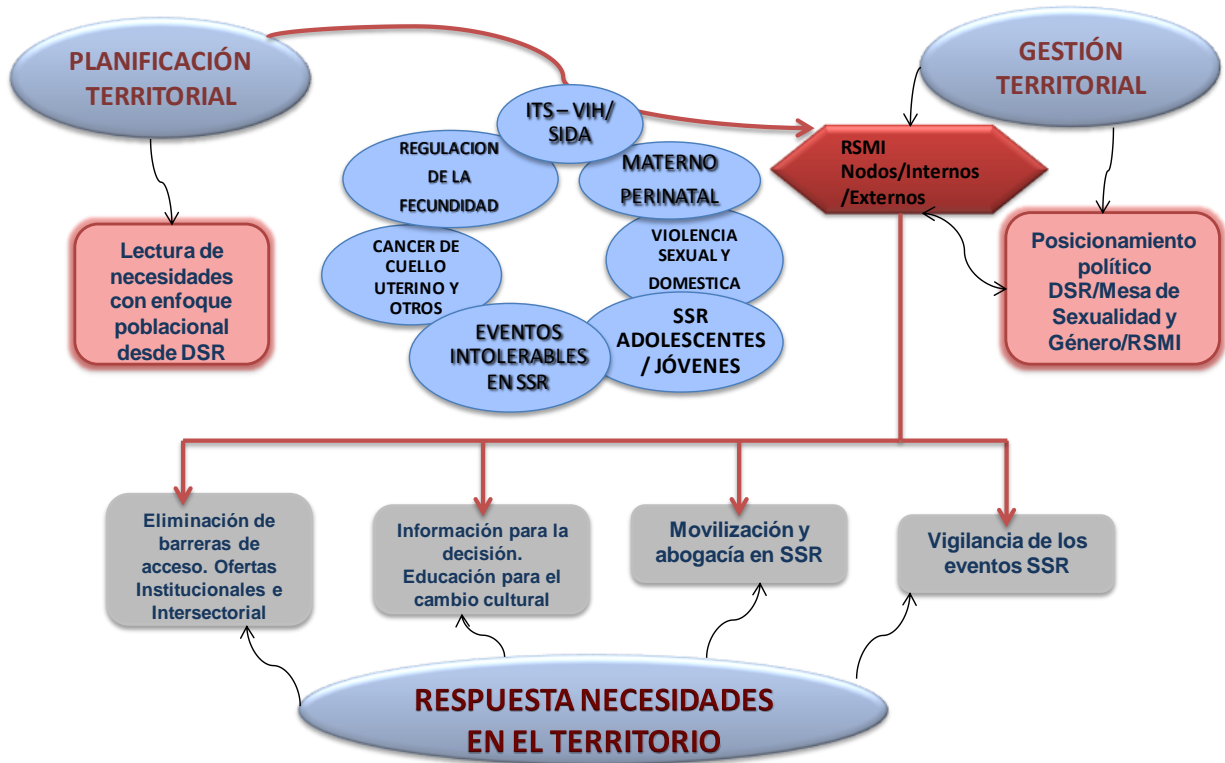 PLANIFICACIÓN
TERRITORIAL
GESTIÓN
TERRITORIAL
ITS – VIH/
SIDA
REGULACION
DE LA
FECUNDIDAD
MATERNO
PERINATAL
RSMI
Nodos/Internos
/Externos
CANCER DE
CUELLO
UTERINO Y
OTROS
VIOLENCIA
SEXUAL Y
DOMESTICA
EVENTOS
INTOLERABLES
EN SSR
SSR
ADOLESCENTES
/ JÓVENES
Lectura de
necesidades
con enfoque
poblacional
desde DSR
Posicionamiento
político
DSR/Mesa de
Sexualidad y
Género/RSMI
Eliminación de
barreras de
acceso. Ofertas
Institucionales e
Intersectorial
Información para la
decisión.
Educación para el
cambio cultural
Movilización y
abogacía en SSR
Vigilancia de los
eventos SSR
RESPUESTA NECESIDADES
EN EL TERRITORIO